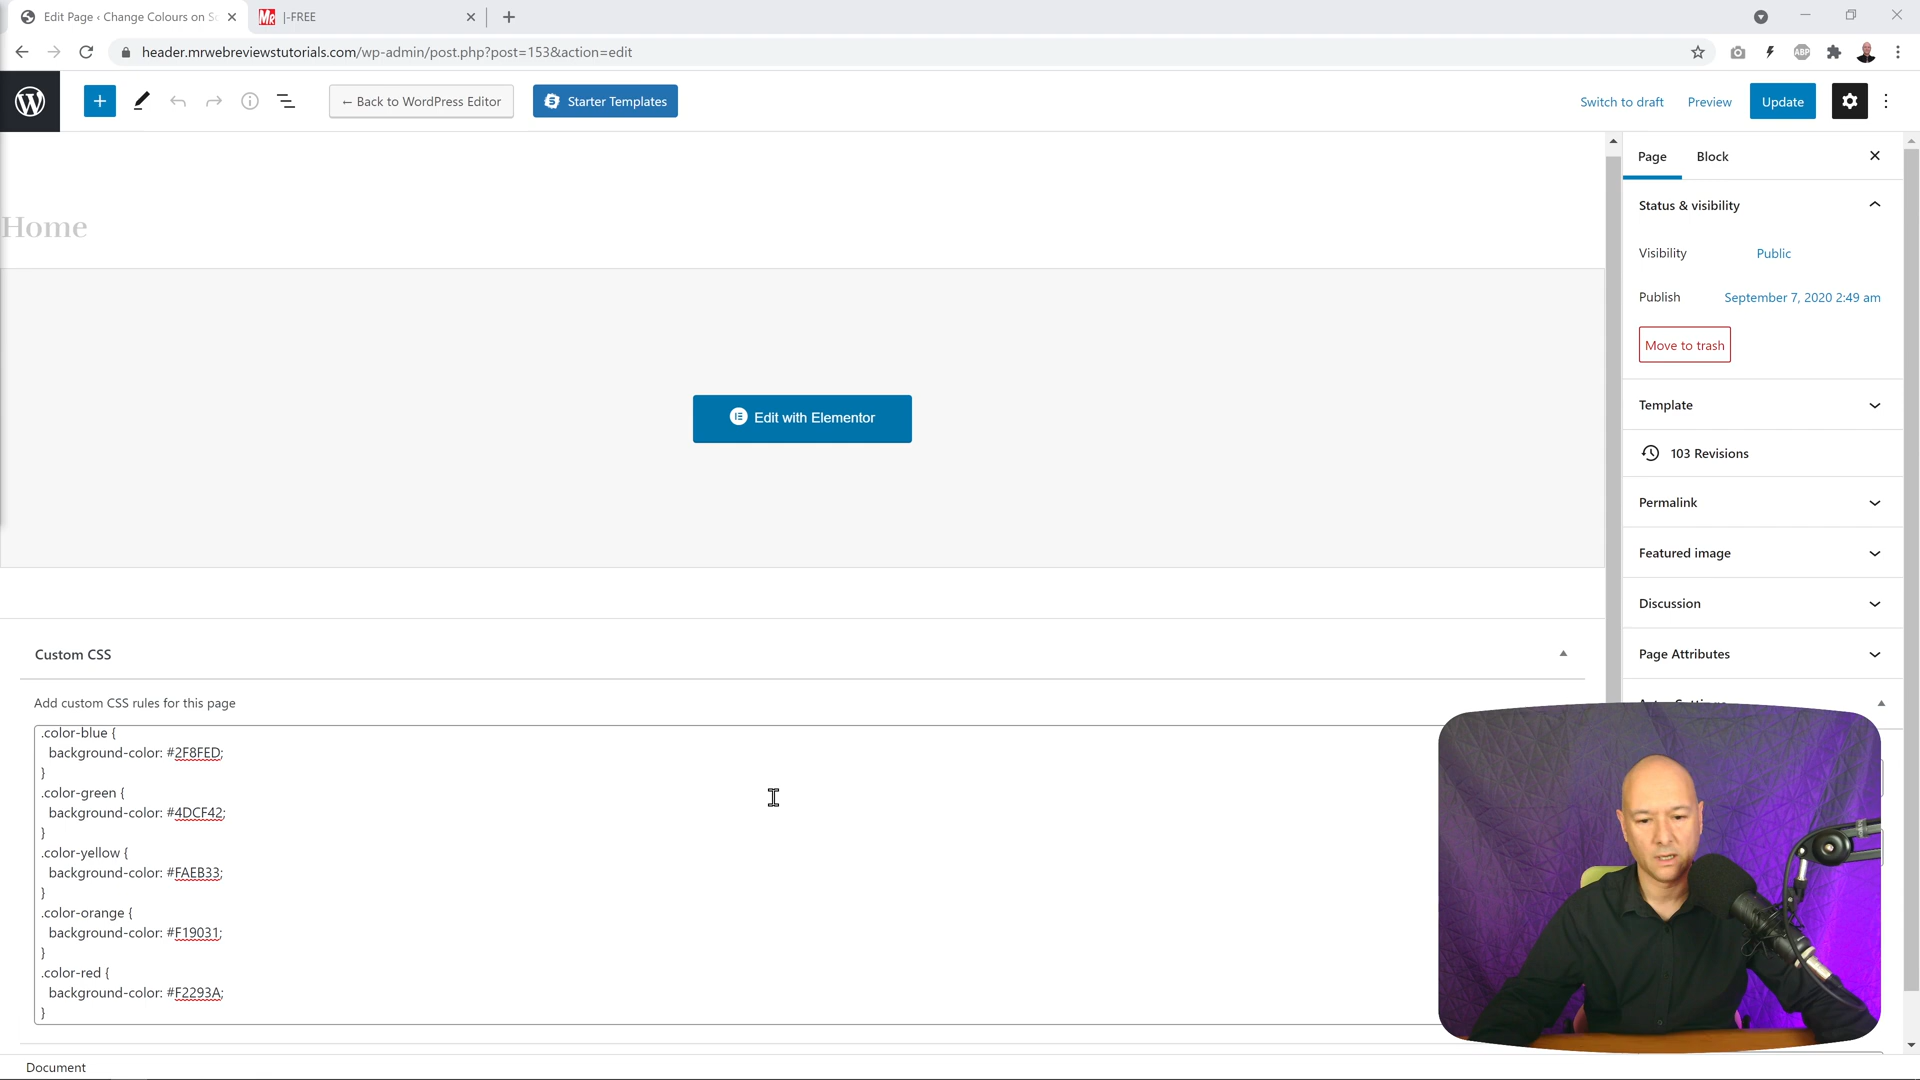 Edit Page ‹ Change Colours on Sc
|-FREE
header.mrwebreviewstutorials.com/wp-admin/post.php?post=153&action=edit
← Back to WordPress Editor
Starter Templates
Switch to draft
Preview
Update
Page
Block
Status & visibility
Home
Visibility
Public
Publish
September 7, 2020 2:49 am
Move to trash
Template
Edit with Elementor
103 Revisions
Permalink
Featured image
Discussion
Custom CSS
Page Attributes
Add custom CSS rules for this page
.color-blue {
background-color: #2F8FED;
}
.color-green {
background-color: #4DCF42;
}
.color-yellow {
background-color: #FAEB33;
}
.color-orange {
background-color: #F19031;
}
.color-red {
background-color: #F2293A;
}
Document